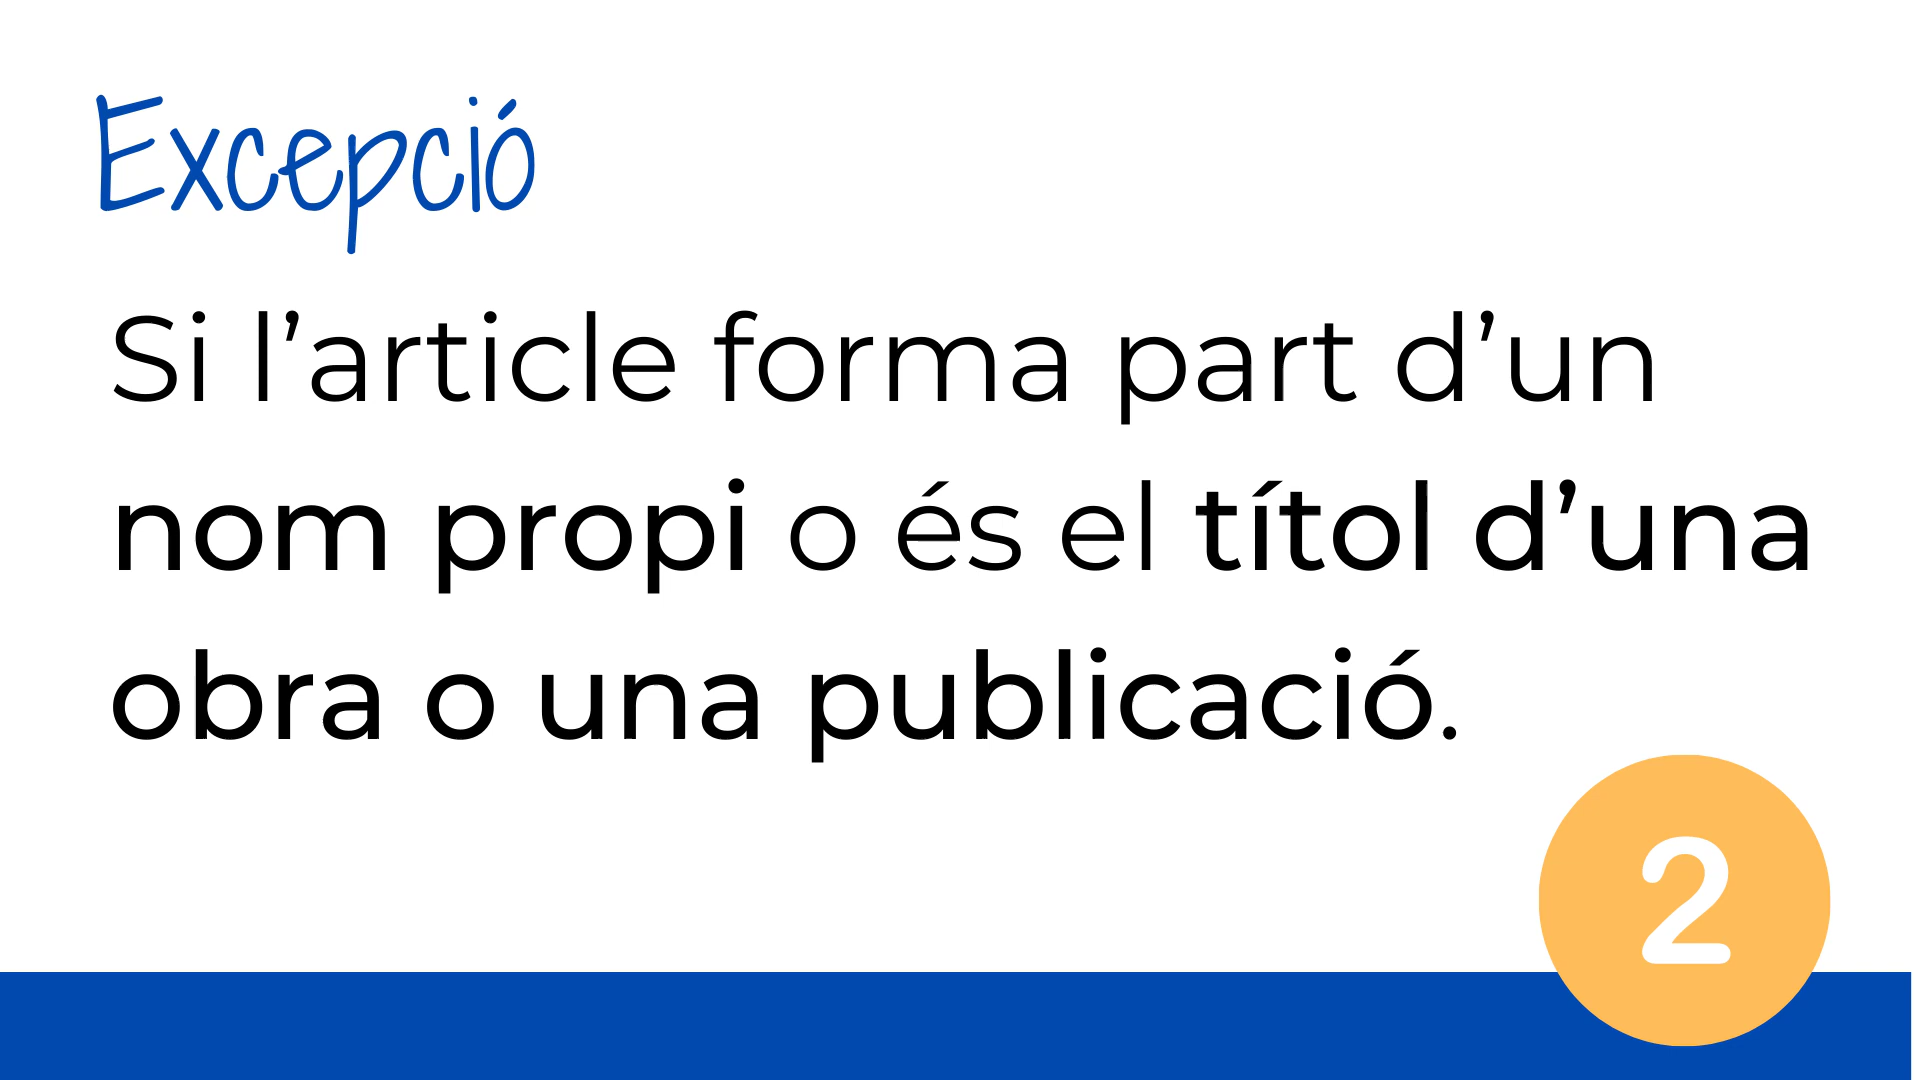 Excepció
Si l’article forma part d’un
nom propi o és el títol d’una
obra o una publicació.
2